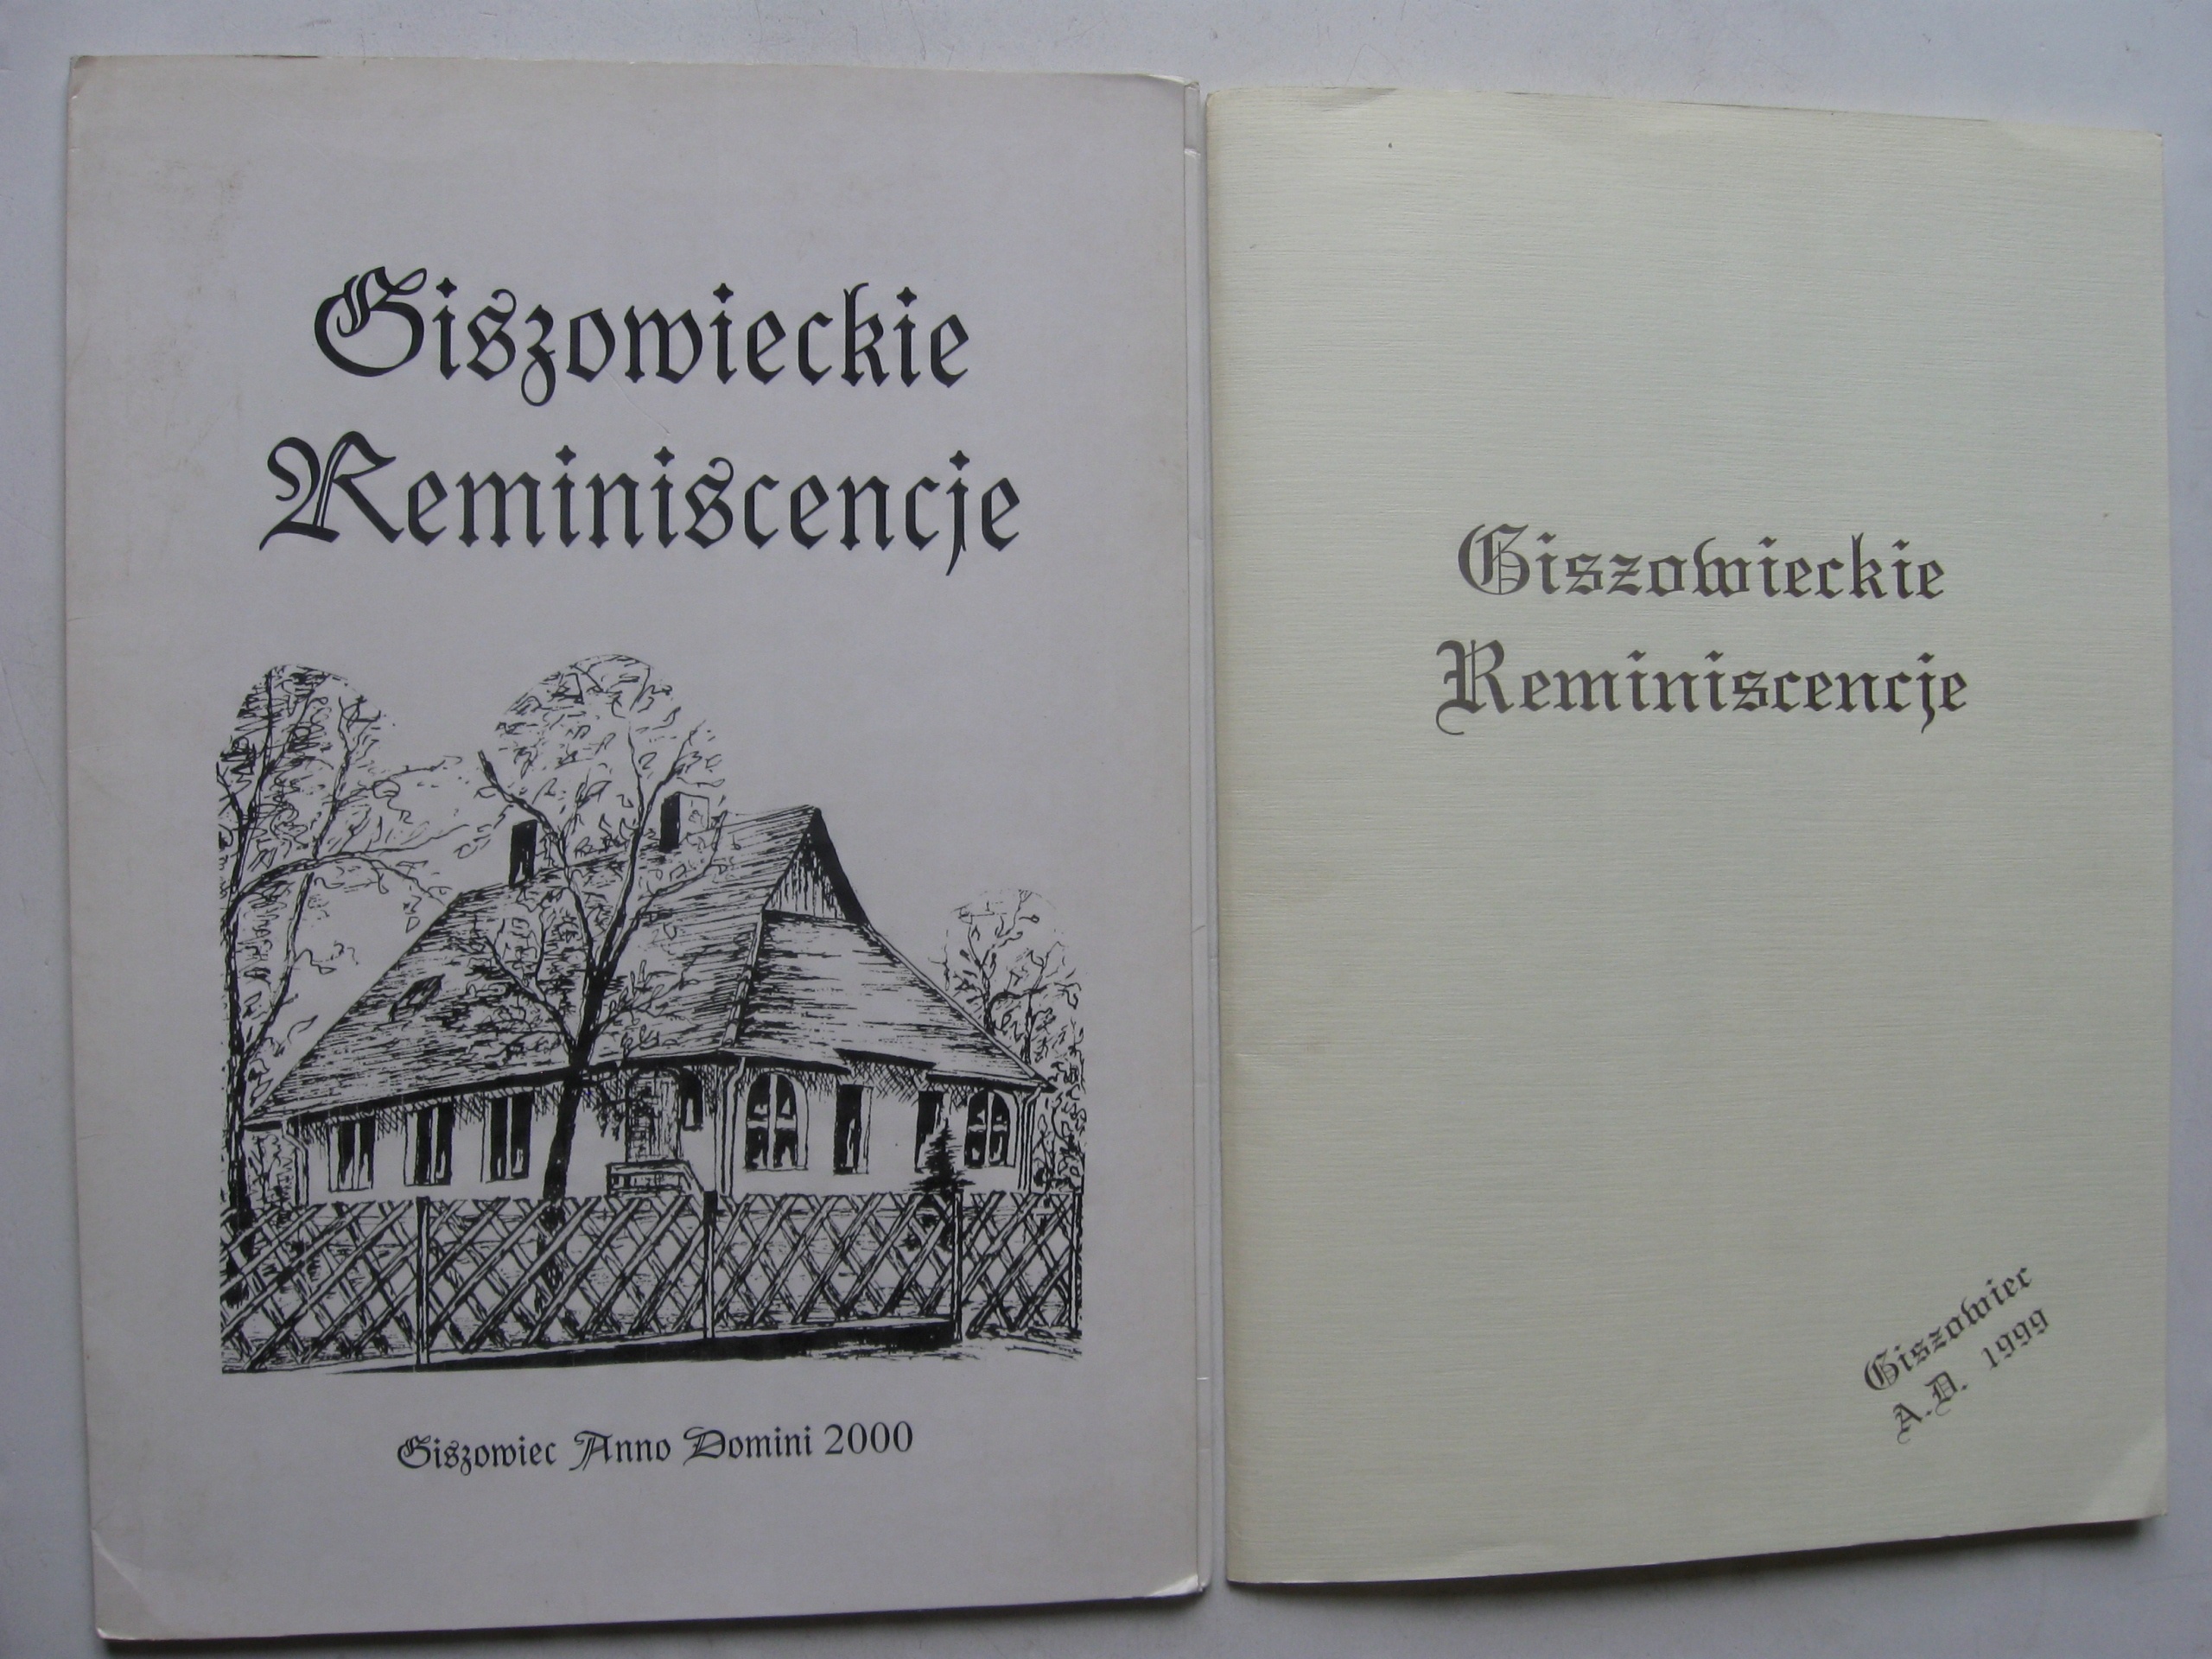 Giszowieckie
Reminiscencje
Giszowiec Anno Domini 2000
Giszowieckie
Reminiscencje
Giszowiec
A.D. 1999